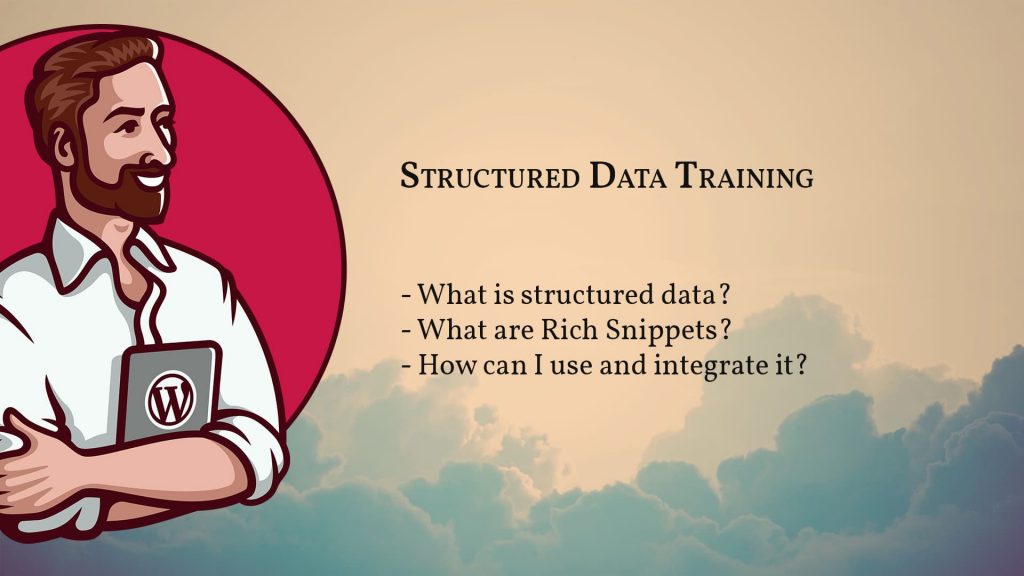 Structured Data Training
- What is structured data?
- What are Rich Snippets?
- How can I use and integrate it?
W